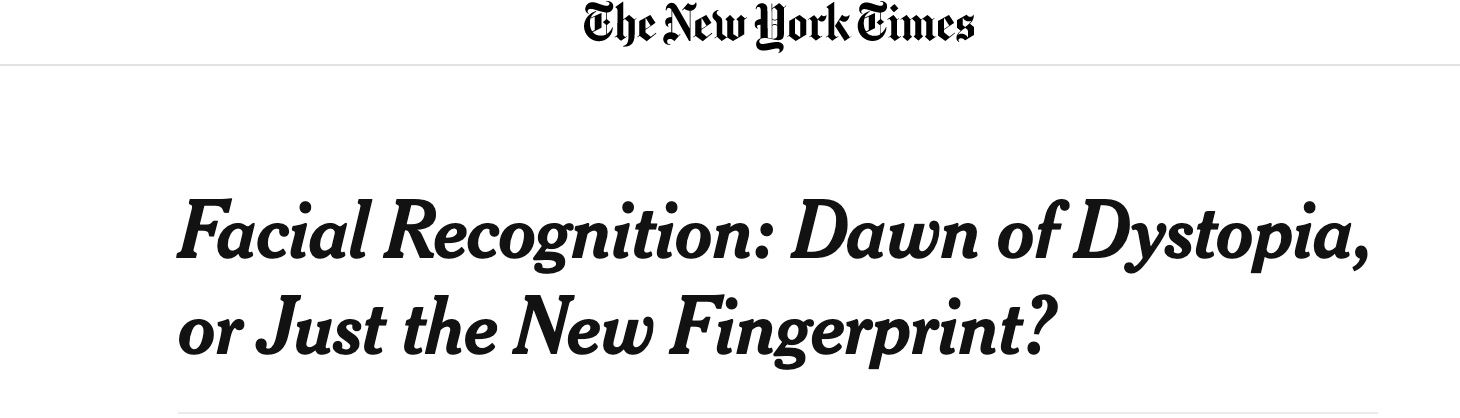 The New York Times
Facial Recognition: Dawn of Dystopia,
or Just the New Fingerprint?